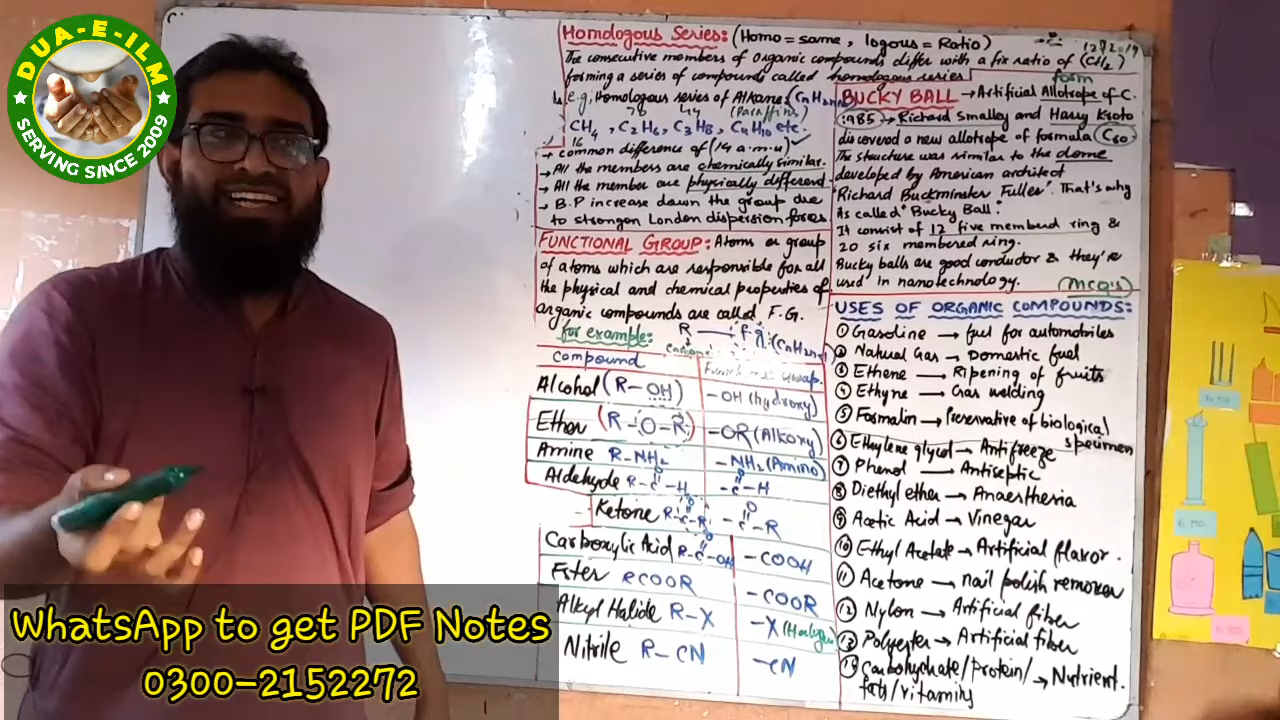 DUA-E-ILM
SERVING SINCE 2009
Homologous Series: (Homo = same, logous = Ratio)
The consecutive members of organic compounds differ with a fix ratio of (CH2)
forming a series of compounds called homologous series
e.g; Homologous series of Alkane:
(Paraffins)
CH4, C2H6, C3H8, C4H10 etc.
16
→ Common difference of (14 a.m.u)
→ All the members are chemically similar.
→ All the member are physically different
→ B.P increase down the group due
to strongon London dispersion forces
FUNCTIONAL GROUP: Atoms or group
of atoms which are responsible for all
the physical and chemical properties of
organic compounds are called F.G.
for example:
Compound
Alcohol (R-OH) -OH (hydroxy)
Ether (R-O-R) -OR (Alkoxy)
Amine R-NH2 -NH2 (Amino)
Aldehyde R-C-H -C-H
O O
Ketone R-C-R -C-R
O O
Carboxylic Acid R-C-OH -COOH
O
Ester RCOOR -COOR
Alkyl Halide R-X -X (Halogen
Nitrile R-CN -CN
12+2=14
form
BUCKY BALL → Artificial Allotrope of C.
1985 → Richard Smalley and Harry Kroto
discovered a new allotrope of formula C60
The structure was similar to the dome
developed by American architect
"Richard Buckminster Fuller". That's why
As called "Bucky Ball".
It consist of 12 five membered ring &
20 six membered ring.
Bucky balls are good conductor & they're
used in nanotechnology.
(MCQ's)
USES OF ORGANIC COMPOUNDS:
① Gasoline → fuel for automobiles
② Natural Gas → Domestic fuel
③ Ethene → Ripening of fruits
④ Ethyne → Gas welding
⑤ Formalin → Preservative of biological
specimen
⑥ Ethylene glycol → Antifreeze
⑦ Phenol → Antiseptic
⑧ Diethyl ether → Anaesthesia
⑨ Acetic Acid → Vinegar
⑩ Ethyl Acetate → Artificial flavor.
11 Acetone → nail polish remover
12 Nylon → Artificial fiber
13 Polyester → Artificial fiber
Carbohydrate/protein/ → Nutrient.
fats/vitamins
WhatsApp to get PDF Notes
0300-2152272